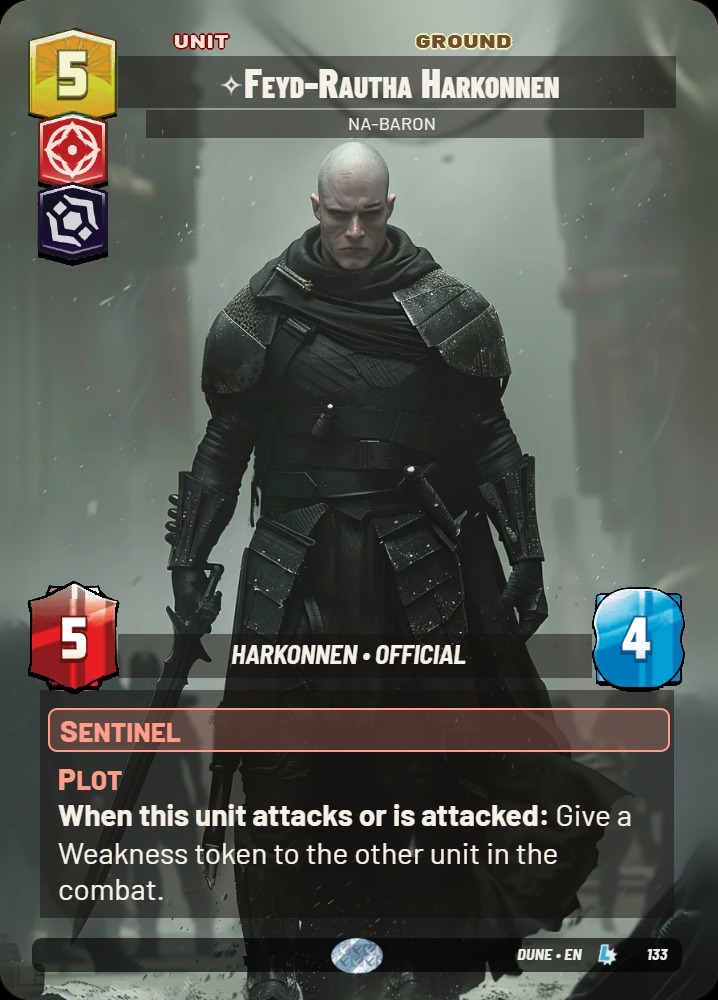 UNIT
GROUND
5
✧FEYD-RAUTHA HARKONNEN
NA-BARON
5
HARKONNEN • OFFICIAL
4
SENTINEL
PLOT
When this unit attacks or is attacked: Give a
Weakness token to the other unit in the
combat.
DUNE • EN
133